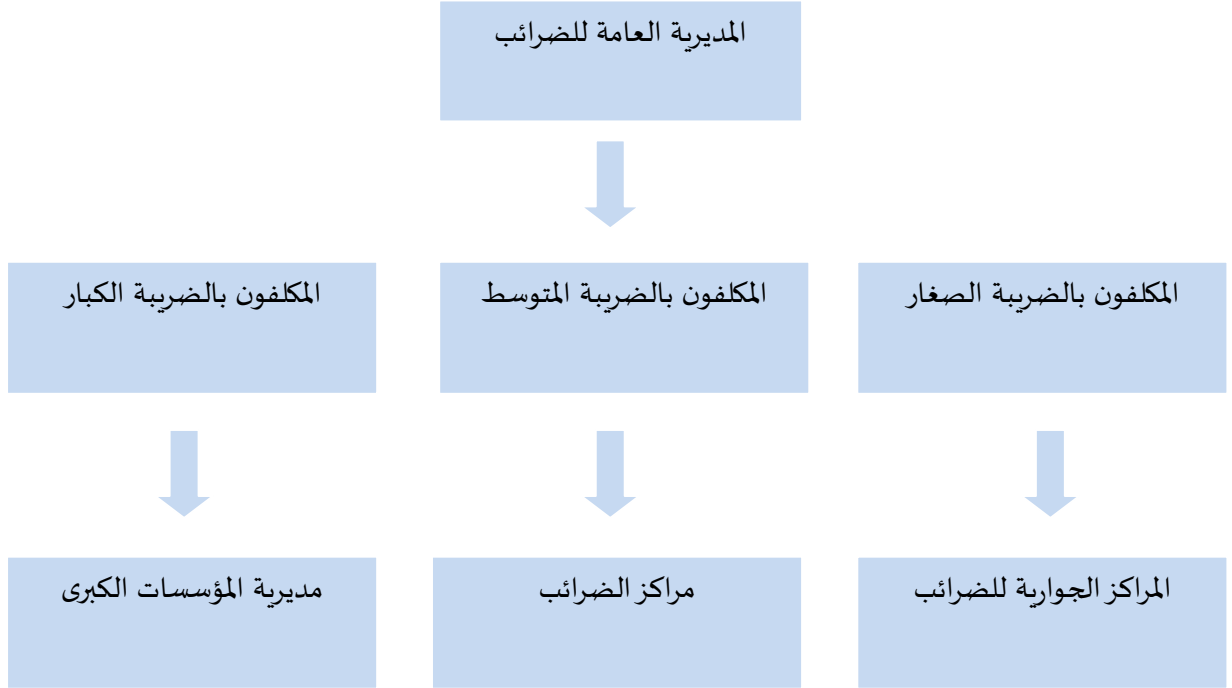 المديرية العامة للضرائب
المكلفون بالضريبة الصغار
المكلفون بالضريبة المتوسط
المكلفون بالضريبة الكبار
المراكز الجوارية للضرائب
مراكز الضرائب
مديرية المؤسسات الكبرى